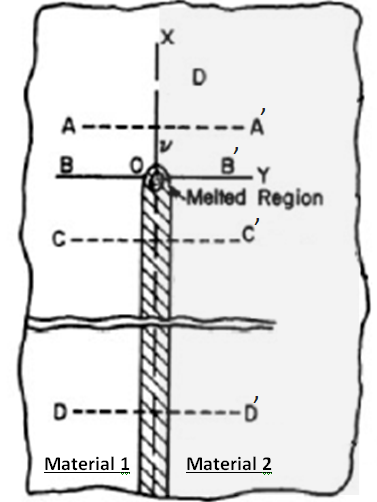 X
D
A A'
ν
B O B' Y
Melted Region
C C'
D D'
Material 1 Material 2